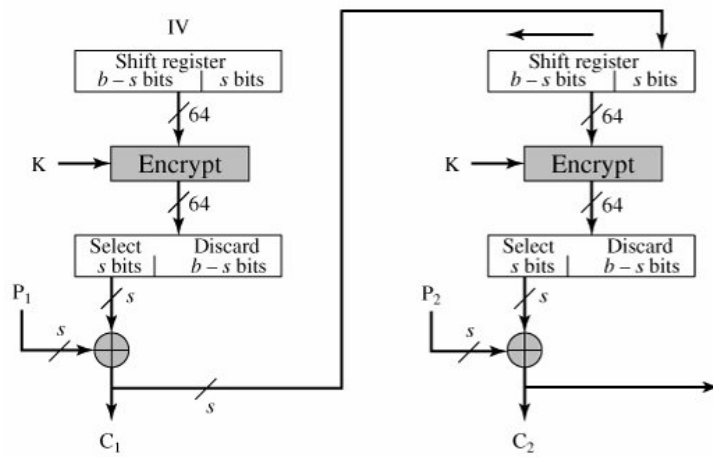 IV
Shift register
b – s bits | s bits
64
K
Encrypt
64
Select Discard
s bits | b – s bits
P1
s
s
s
C1
Shift register
b – s bits | s bits
64
K
Encrypt
64
Select Discard
s bits | b – s bits
P2
s
s
C2